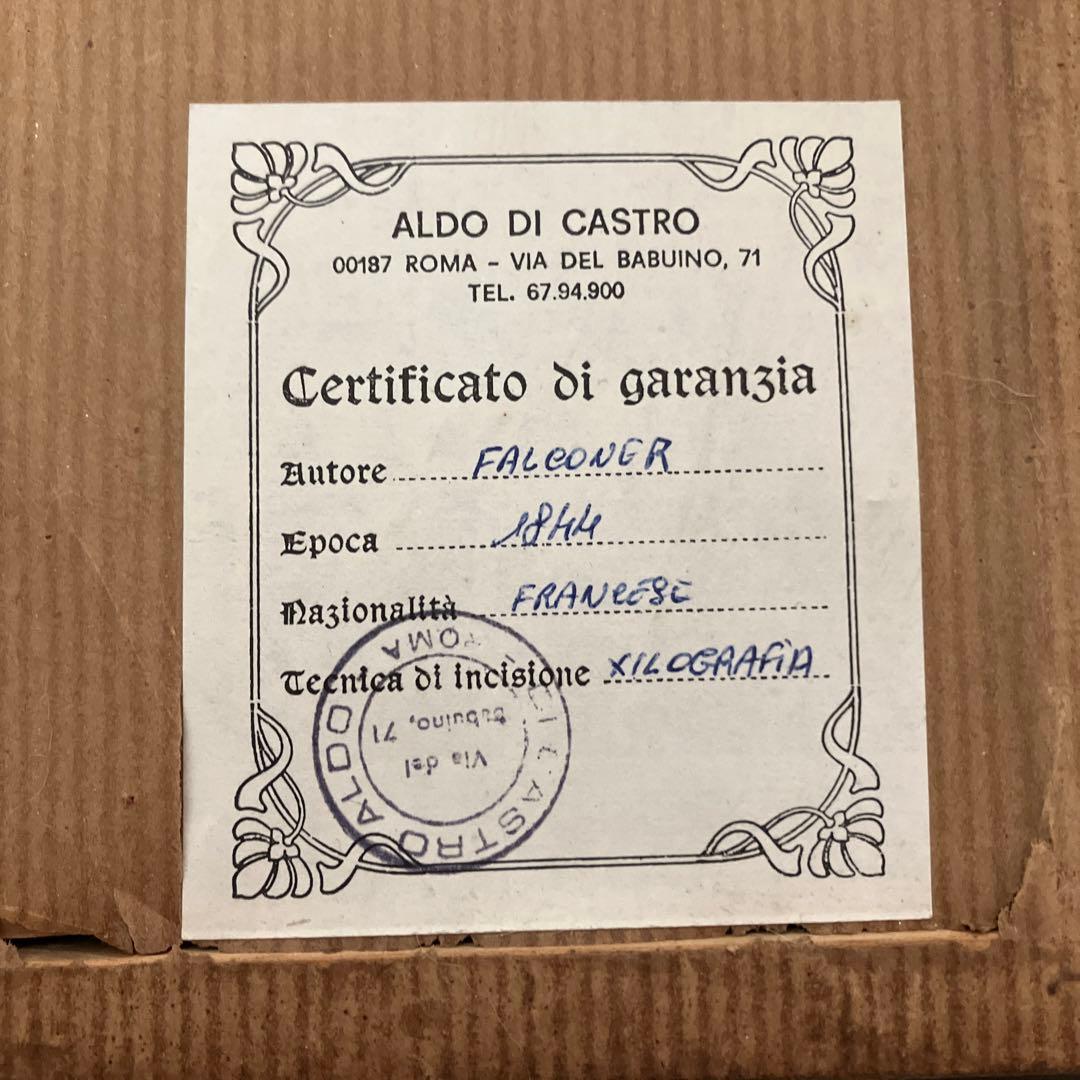 ALDO DI CASTRO
00187 ROMA - VIA DEL BABUINO, 71
TEL. 67.94.900
Certificato di garanzia
Autore FALCONER
Epoca 1844
Nazionalità FRANCESE
Tecnica di incisione XILOGRAFIA
ALDO DI CASTRO ROMA
Via del
Babuino, 71